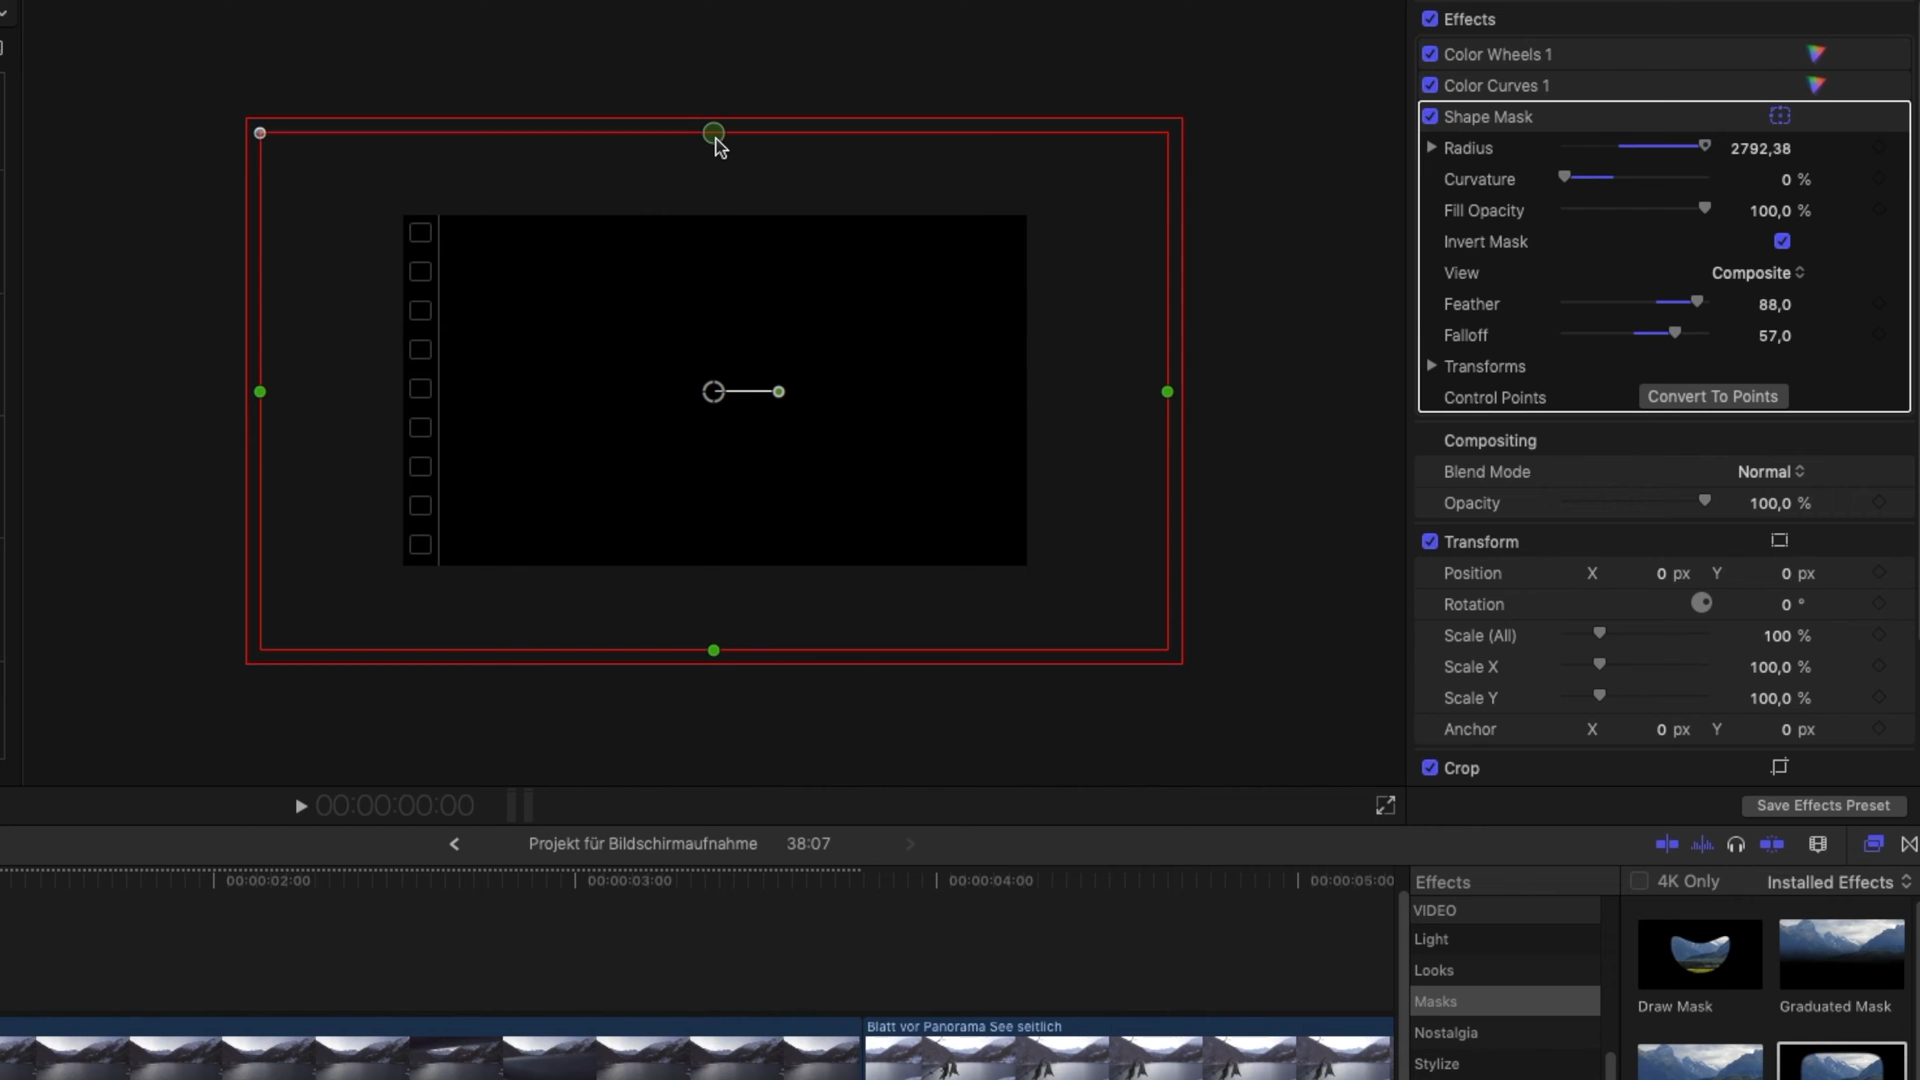 Effects
Color Wheels 1
Color Curves 1
Shape Mask
Radius 2792,38
Curvature 0 %
Fill Opacity 100,0 %
Invert Mask
View Composite
Feather 88,0
Falloff 57,0
Transforms
Control Points Convert To Points
Compositing
Blend Mode Normal
Opacity 100,0 %
Transform
Position X 0 px Y 0 px
Rotation 0 °
Scale (All) 100 %
Scale X 100,0 %
Scale Y 100,0 %
Anchor X 0 px Y 0 px
Crop
00:00:00:00
Save Effects Preset
Projekt für Bildschirmaufnahme 38:07
00:00:02:00 00:00:03:00 00:00:04:00 00:00:05:00
Effects
4K Only Installed Effects
VIDEO
Light
Looks
Masks
Nostalgia
Stylize
Draw Mask Graduated Mask
Blatt vor Panorama See seitlich